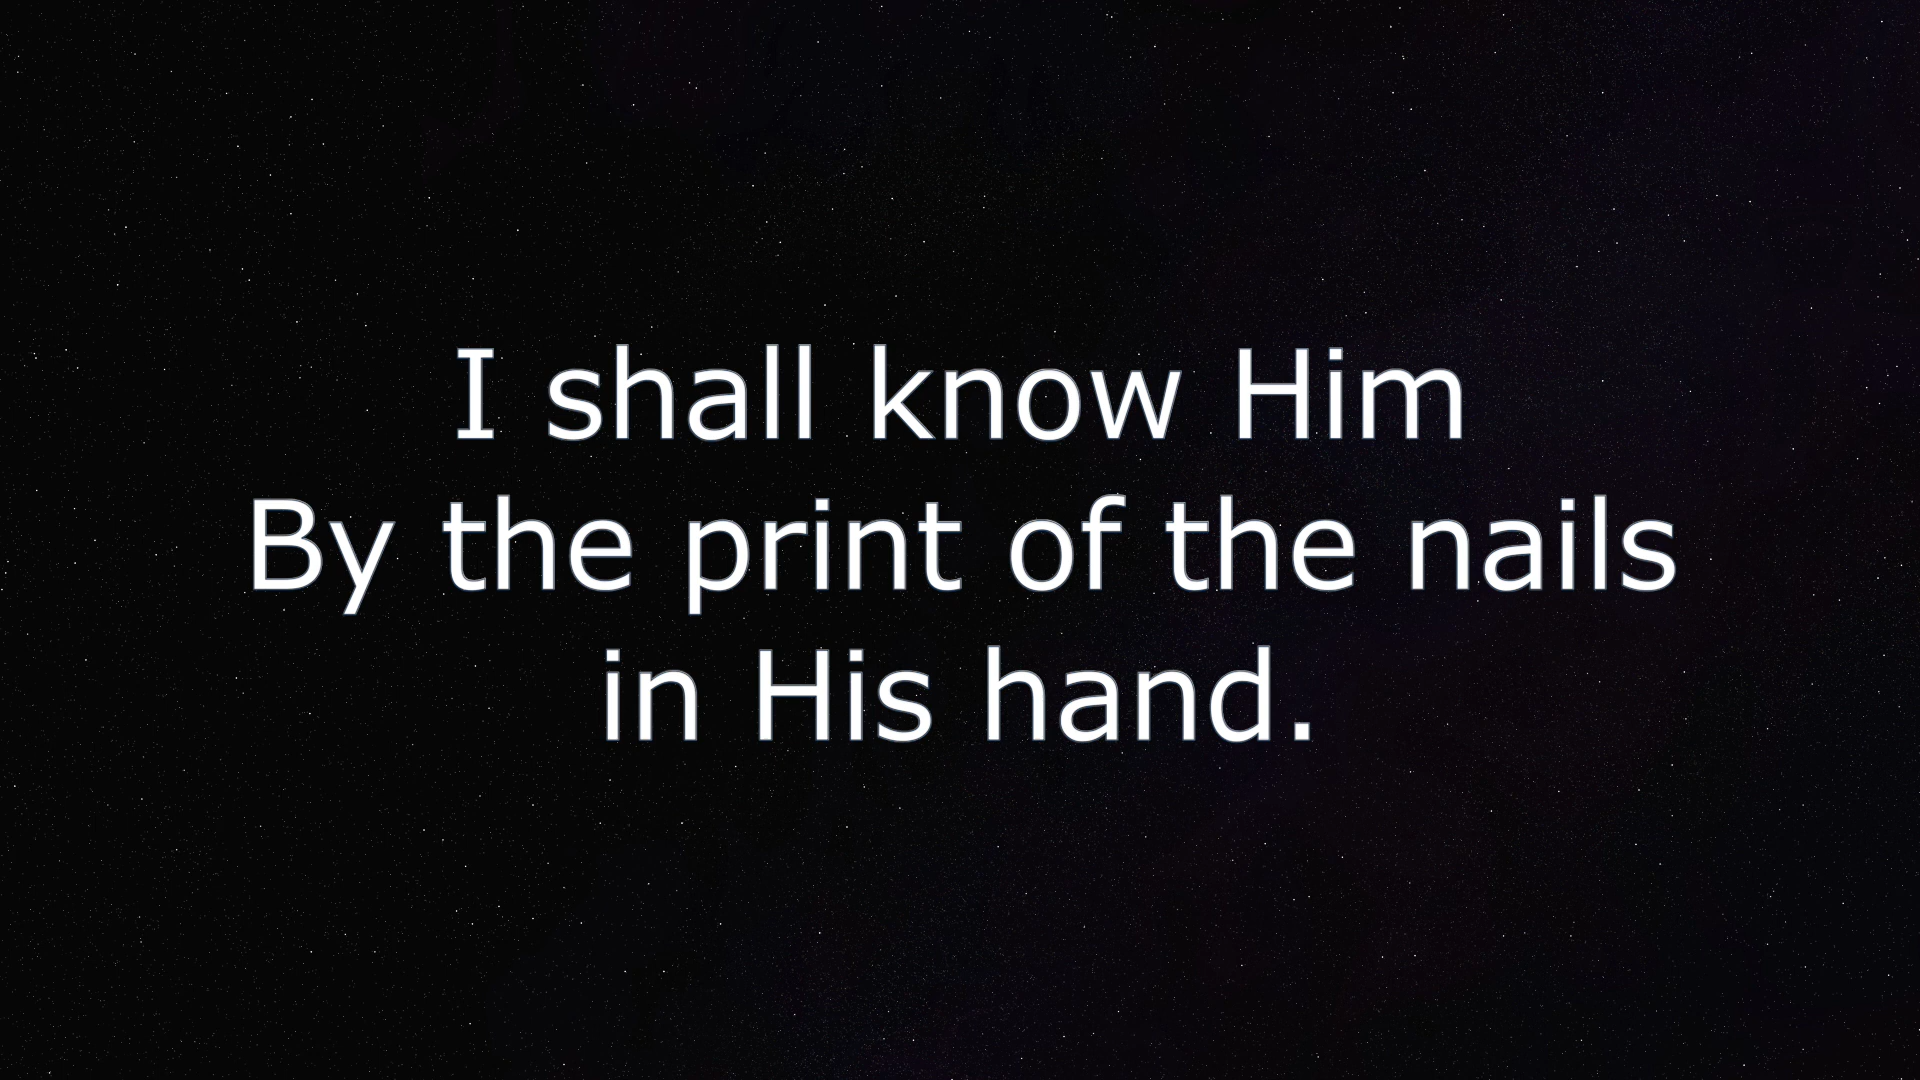 I shall know Him
By the print of the nails
in His hand.